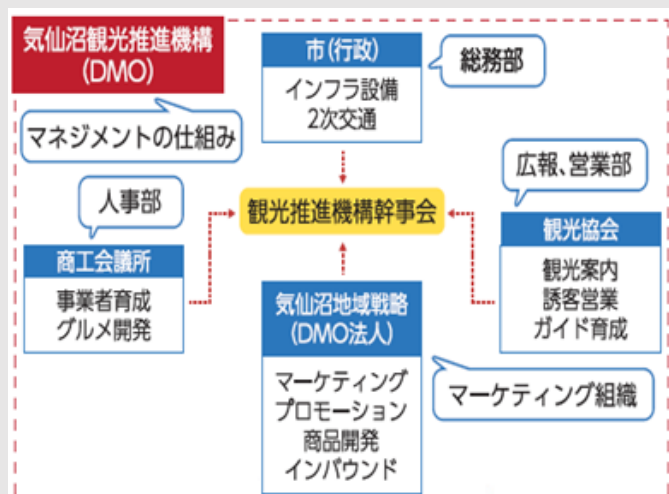 気仙沼観光推進機構
(DMO)
マネジメントの仕組み
市(行政)
インフラ設備
2次交通
総務部
広報、営業部
人事部
観光推進機構幹事会
商工会議所
事業者育成
グルメ開発
観光協会
観光案内
誘客営業
ガイド育成
気仙沼地域戦略
(DMO法人)
マーケティング
プロモーション
商品開発
インバウンド
マーケティング組織